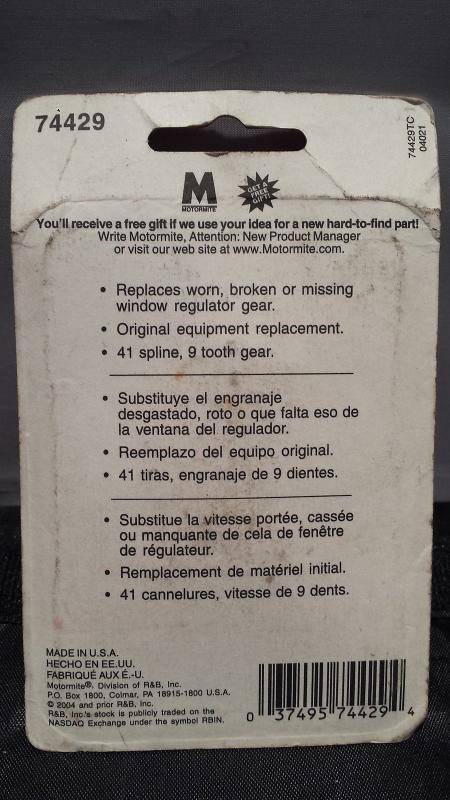 74429
74429TC
04021
M
MOTORMITE
GET A
FREE
GIFT!
You'll receive a free gift if we use your idea for a new hard-to-find part!
Write Motormite, Attention: New Product Manager
or visit our web site at www.Motormite.com.
• Replaces worn, broken or missing
window regulator gear.
• Original equipment replacement.
• 41 spline, 9 tooth gear.
• Substituye el engranaje
desgastado, roto o que falta eso de
la ventana del regulador.
• Reemplazo del equipo original.
• 41 tiras, engranaje de 9 dientes.
• Substitue la vitesse portée, cassée
ou manquante de cela de fenêtre
de régulateur.
• Remplacement de matériel initial.
• 41 cannelures, vitesse de 9 dents.
MADE IN U.S.A.
HECHO EN EE.UU.
FABRIQUÉ AUX É.-U.
Motormite®. Division of R&B, Inc.
P.O. Box 1800, Colmar, PA 18915-1800 U.S.A.
© 2004 and prior R&B, Inc.
R&B, Inc.'s stock is publicly traded on the
NASDAQ Exchange under the symbol RBIN.
0 37495 74429 4